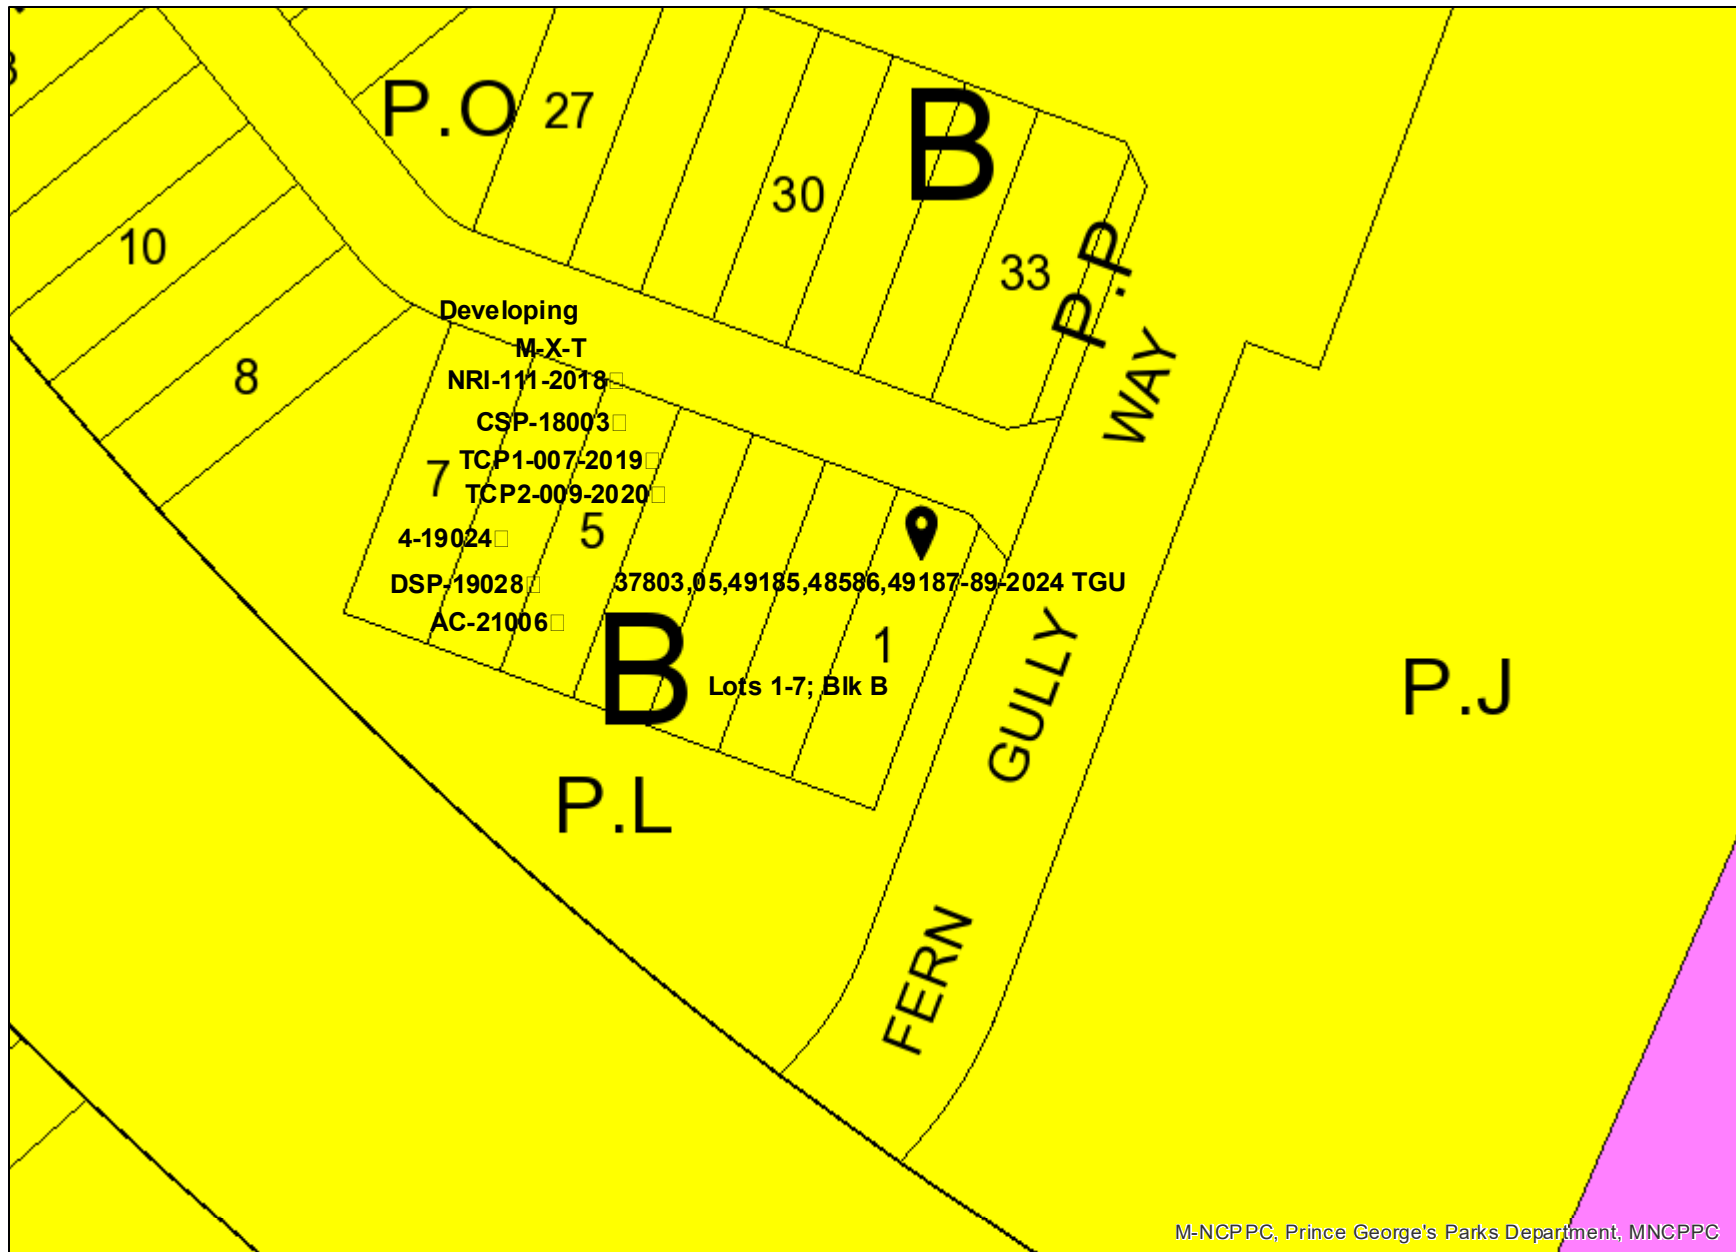 P.O
27
B
30
33
P.P
10
8
WAY
Developing
M-X-T
NRI-111-2018
CSP-18003
TCP1-007-2019
7
TCP2-009-2020
5
4-19024
DSP-19028
37803,05,49185,48586,49187-89-2024 TGU
AC-21006
B
1
Lots 1-7; Blk B
GULLY
P.J
P.L
FERN
M-NCPPC, Prince George's Parks Department, MNCPPC